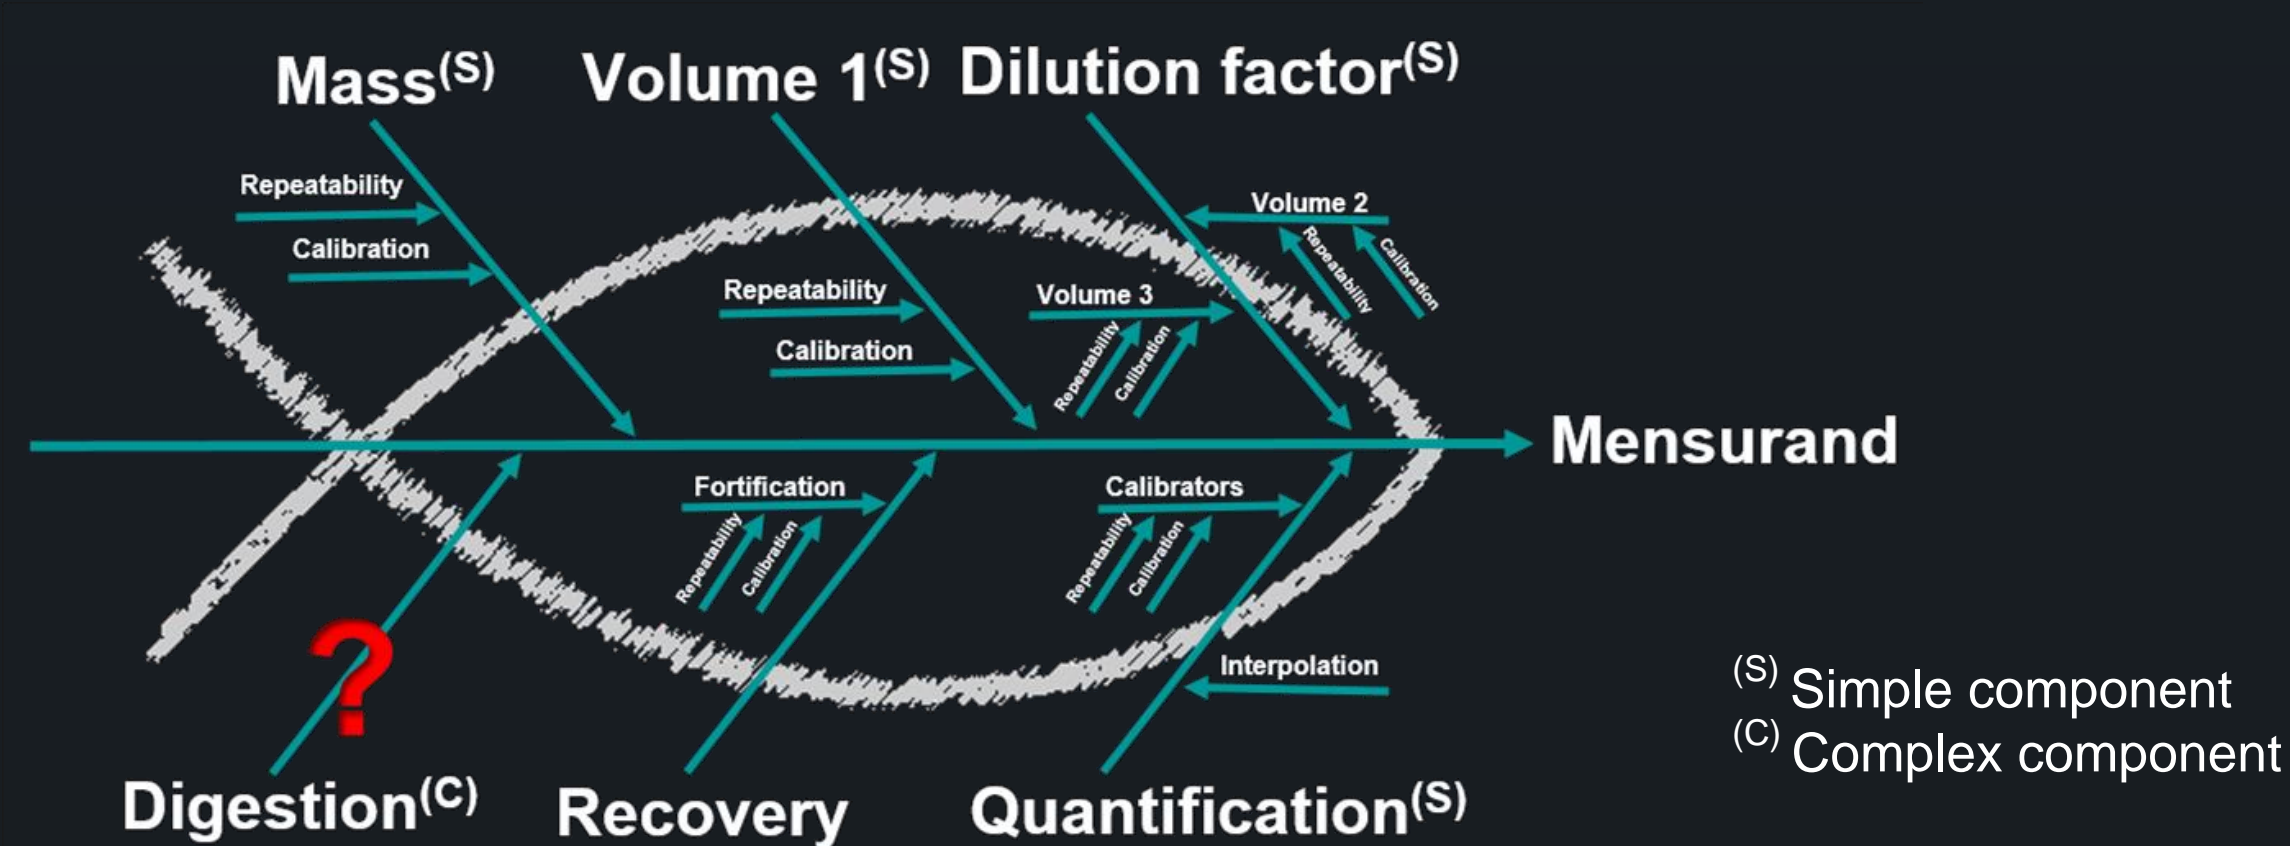 Mass(S)
Volume 1(S)
Dilution factor(S)
Repeatability
Calibration
Repeatability
Calibration
Volume 2
Repeatability
Calibration
Volume 3
Repeatability
Calibration
Mensurand
Fortification
Repeatability
Calibration
Calibrators
Repeatability
Calibration
Interpolation
?
Digestion(C)
Recovery
Quantification(S)
(S) Simple component
(C) Complex component